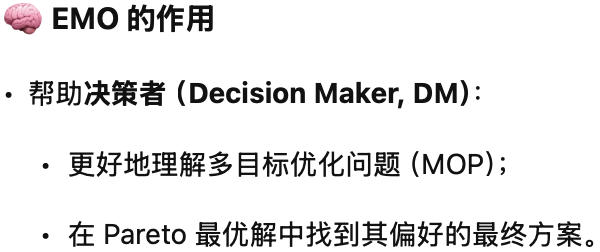 🧠 EMO 的作用
• 帮助决策者（Decision Maker, DM）：
• 更好地理解多目标优化问题（MOP）；
• 在 Pareto 最优解中找到其偏好的最终方案。